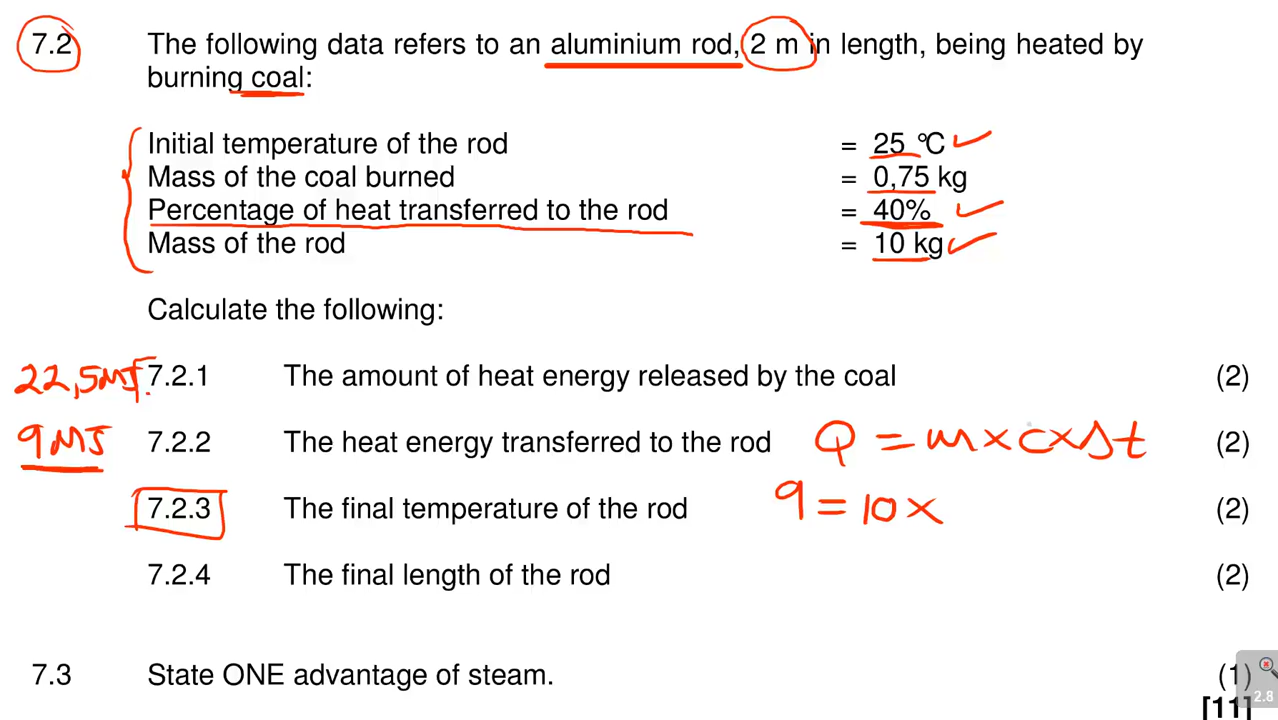 7.2 The following data refers to an aluminium rod, 2 m in length, being heated by
burning coal:
Initial temperature of the rod = 25 °C
Mass of the coal burned = 0,75 kg
Percentage of heat transferred to the rod = 40%
Mass of the rod = 10 kg
Calculate the following:
22,5MJ 7.2.1 The amount of heat energy released by the coal (2)
9MJ 7.2.2 The heat energy transferred to the rod Q = m x c x Δt (2)
7.2.3 The final temperature of the rod 9 = 10 x (2)
7.2.4 The final length of the rod (2)
7.3 State ONE advantage of steam. (1)
[11]
2.8